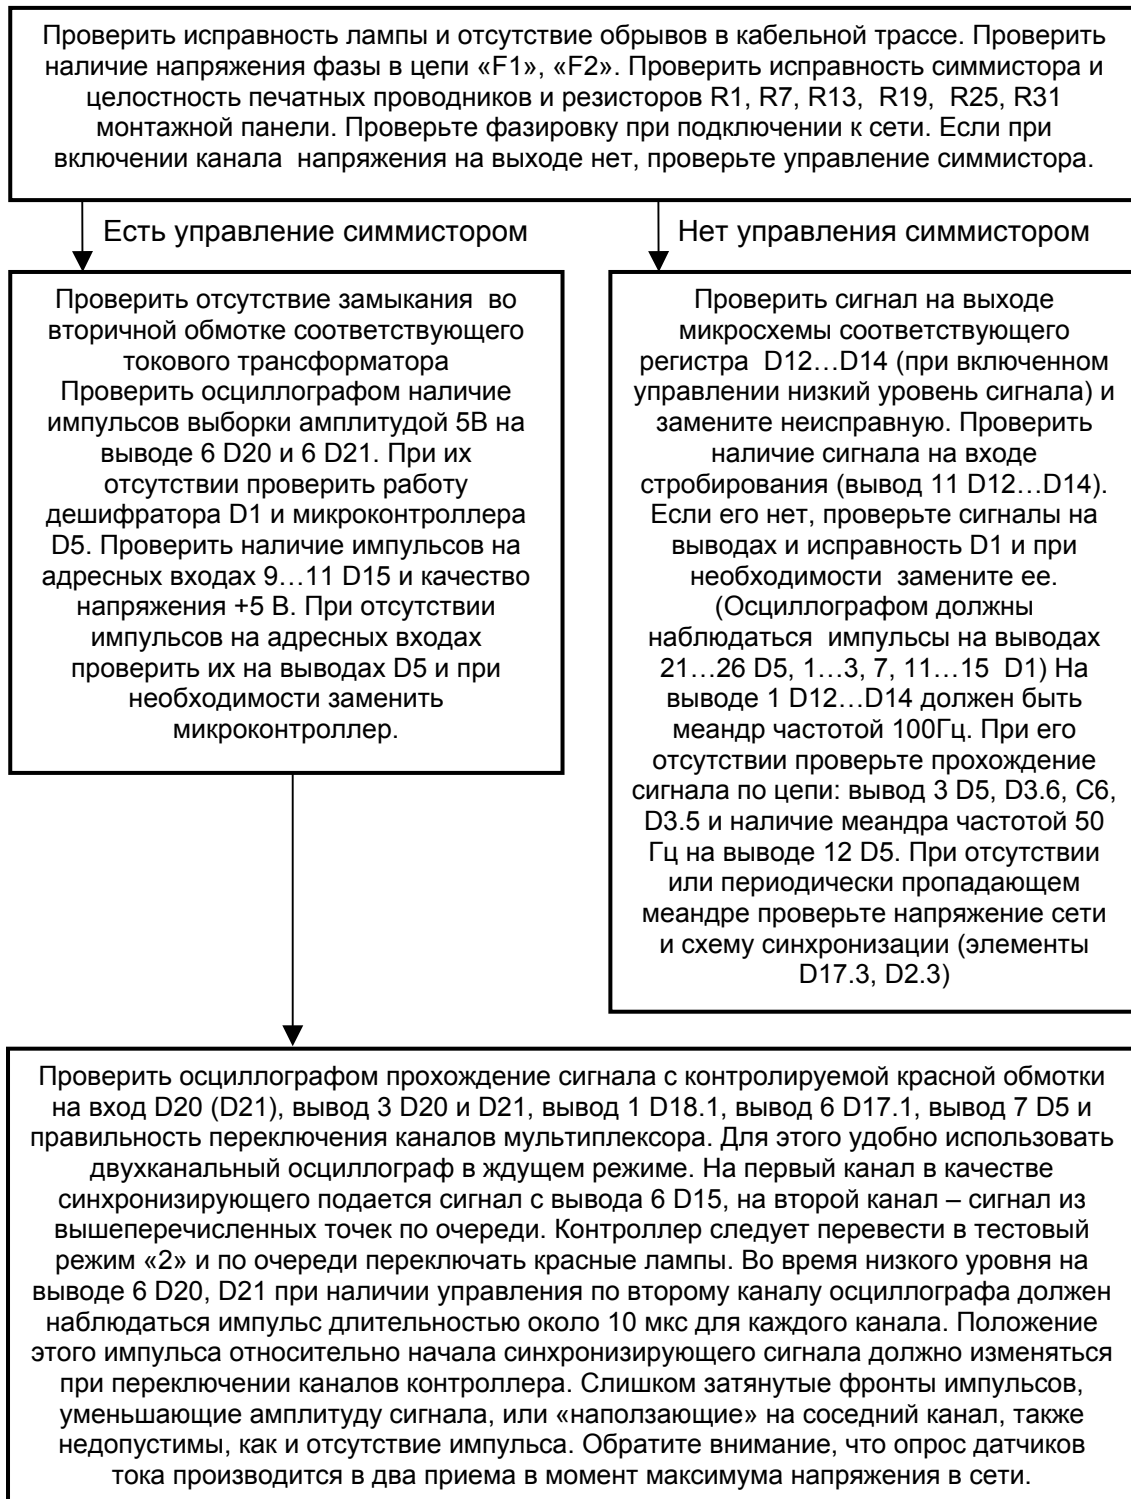 Проверить исправность лампы и отсутствие обрывов в кабельной трассе. Проверить
наличие напряжения фазы в цепи «F1», «F2». Проверить исправность симмистора и
целостность печатных проводников и резисторов R1, R7, R13, R19, R25, R31
монтажной панели. Проверьте фазировку при подключении к сети. Если при
включении канала напряжения на выходе нет, проверьте управление симмистора.
Есть управление симмистором
Нет управления симмистором
Проверить отсутствие замыкания во
вторичной обмотке соответствующего
токового трансформатора
Проверить осциллографом наличие
импульсов выборки амплитудой 5В на
выводе 6 D20 и 6 D21. При их
отсутствии проверить работу
дешифратора D1 и микроконтроллера
D5. Проверить наличие импульсов на
адресных входах 9…11 D15 и качество
напряжения +5 В. При отсутствии
импульсов на адресных входах
проверить их на выводах D5 и при
необходимости заменить
микроконтроллер.
Проверить сигнал на выходе
микросхемы соответствующего
регистра D12…D14 (при включенном
управлении низкий уровень сигнала) и
замените неисправную. Проверить
наличие сигнала на входе
стробирования (вывод 11 D12…D14).
Если его нет, проверьте сигналы на
выводах и исправность D1 и при
необходимости замените ее.
(Осциллографом должны
наблюдаться импульсы на выводах
21…26 D5, 1…3, 7, 11…15 D1) На
выводе 1 D12…D14 должен быть
меандр частотой 100Гц. При его
отсутствии проверьте прохождение
сигнала по цепи: вывод 3 D5, D3.6, C6,
D3.5 и наличие меандра частотой 50
Гц на выводе 12 D5. При отсутствии
или периодически пропадающем
меандре проверьте напряжение сети
и схему синхронизации (элементы
D17.3, D2.3)
Проверить осциллографом прохождение сигнала с контролируемой красной обмотки
на вход D20 (D21), вывод 3 D20 и D21, вывод 1 D18.1, вывод 6 D17.1, вывод 7 D5 и
правильность переключения каналов мультиплексора. Для этого удобно использовать
двухканальный осциллограф в ждущем режиме. На первый канал в качестве
синхронизирующего подается сигнал с вывода 6 D15, на второй канал – сигнал из
вышеперечисленных точек по очереди. Контроллер следует перевести в тестовый
режим «2» и по очереди переключать красные лампы. Во время низкого уровня на
выводе 6 D20, D21 при наличии управления по второму каналу осциллографа должен
наблюдаться импульс длительностью около 10 мкс для каждого канала. Положение
этого импульса относительно начала синхронизирующего сигнала должно изменяться
при переключении каналов контроллера. Слишком затянутые фронты импульсов,
уменьшающие амплитуду сигнала, или «наползающие» на соседний канал, также
недопустимы, как и отсутствие импульса. Обратите внимание, что опрос датчиков
тока производится в два приема в момент максимума напряжения в сети.